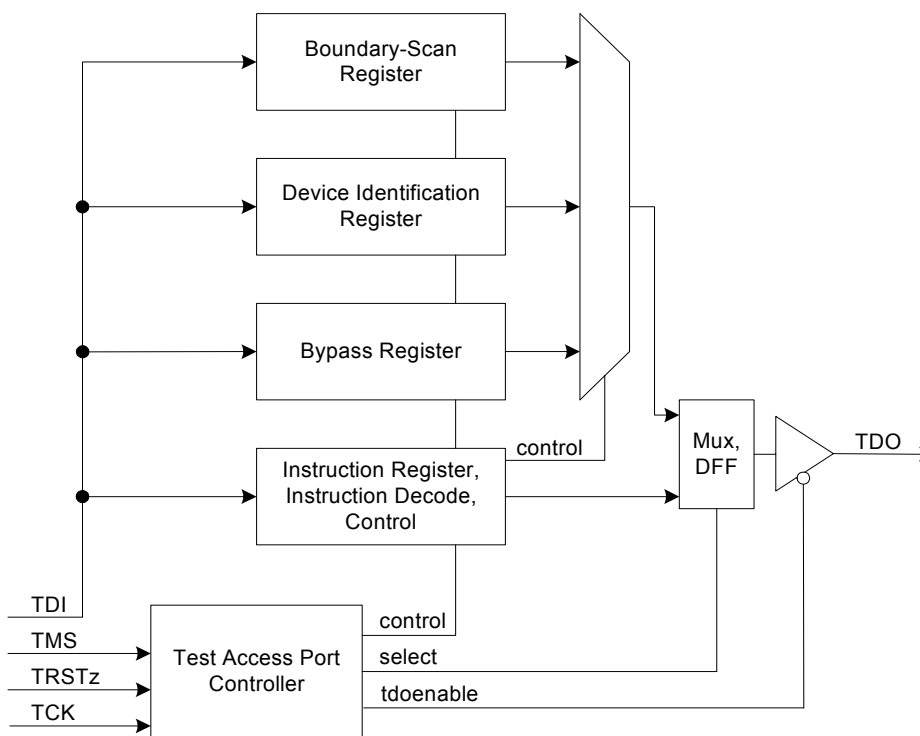 Boundary-Scan
Register
Device Identification
Register
Bypass Register
control
Instruction Register,
Instruction Decode,
Control
Mux,
DFF
TDO
TDI
TMS
TRSTz
TCK
Test Access Port
Controller
control
select
tdoenable